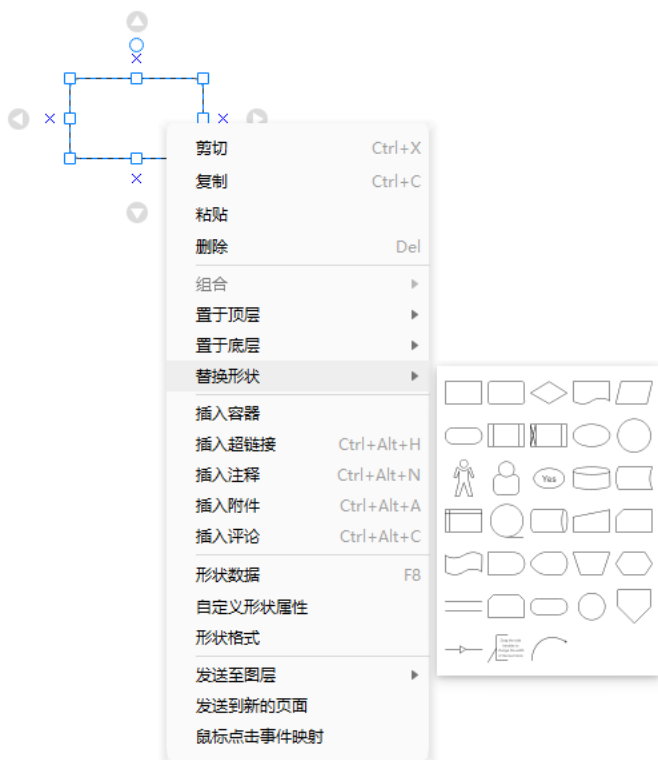 剪切 Ctrl+X
复制 Ctrl+C
粘贴
删除 Del
组合
置于顶层
置于底层
替换形状
插入容器
插入超链接 Ctrl+Alt+H
插入注释 Ctrl+Alt+N
插入附件 Ctrl+Alt+A
插入评论 Ctrl+Alt+C
形状数据 F8
自定义形状属性
形状格式
发送至图层
发送到新的页面
鼠标点击事件映射
Yes